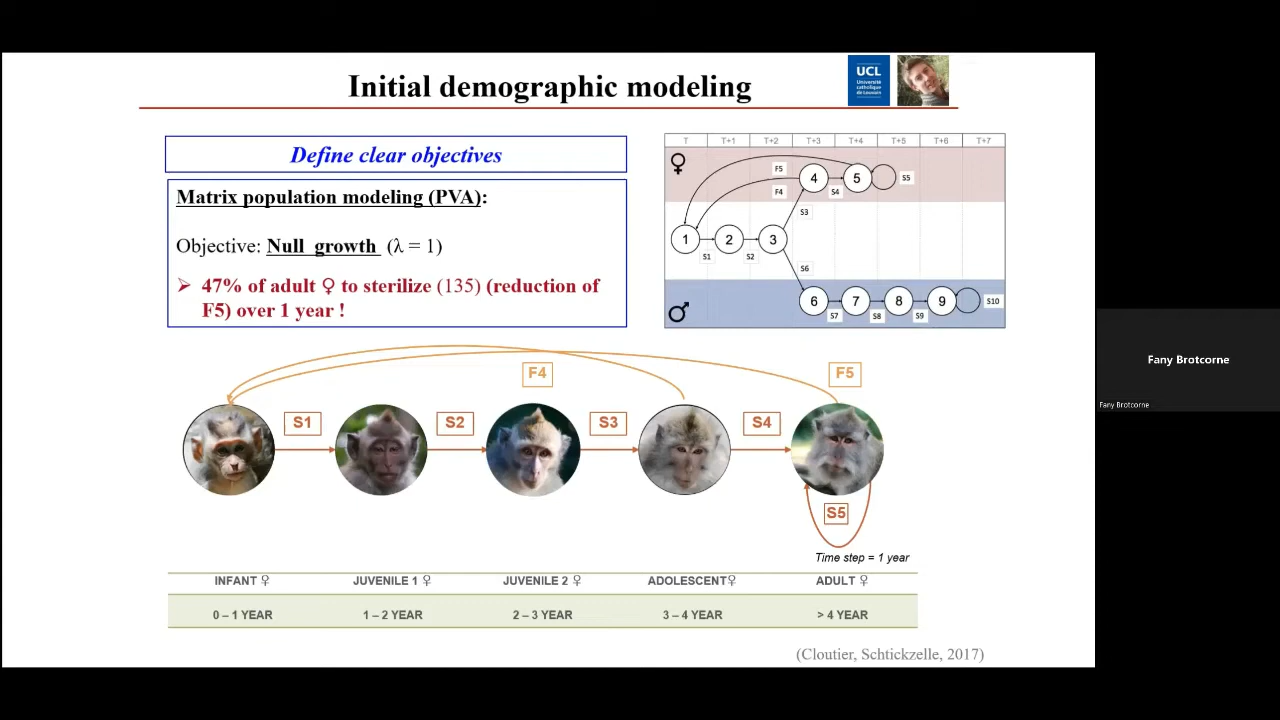 Initial demographic modeling
UCL
Université
catholique
de Louvain
Define clear objectives
Matrix population modeling (PVA):
Objective: Null growth (λ = 1)
➢ 47% of adult ♀ to sterilize (135) (reduction of
F5) over 1 year !
T T+1 T+2 T+3 T+4 T+5 T+6 T+7
♀
F5
F4
4
S4
5
S5
S3
1
S1
2
S2
3
S6
♂
6
S7
7
S8
8
S9
9
S10
F4
F5
S1
S2
S3
S4
S5
Time step = 1 year
INFANT ♀ JUVENILE 1 ♀ JUVENILE 2 ♀ ADOLESCENT♀ ADULT ♀
0 – 1 YEAR 1 – 2 YEAR 2 – 3 YEAR 3 – 4 YEAR > 4 YEAR
(Cloutier, Schtickzelle, 2017)
Fany Brotcorne
Fany Brotcorne